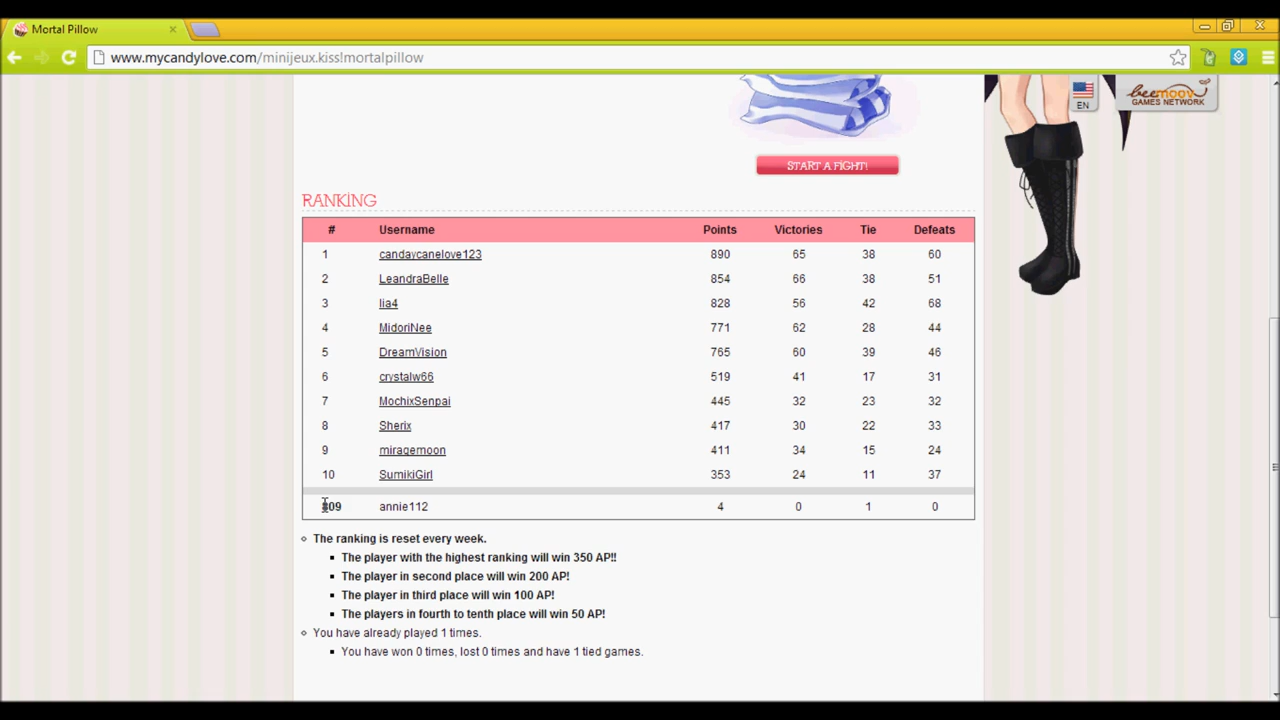 Mortal Pillow
www.mycandylove.com/minijeux.kiss!mortalpillow
EN
beemoov
GAMES NETWORK
START A FIGHT!
RANKING
# Username Points Victories Tie Defeats
1 candaycanelove123 890 65 38 60
2 LeandraBelle 854 66 38 51
3 lia4 828 56 42 68
4 MidoriNee 771 62 28 44
5 DreamVision 765 60 39 46
6 crystalw66 519 41 17 31
7 MochixSenpai 445 32 23 32
8 Sherix 417 30 22 33
9 miragemoon 411 34 15 24
10 SumikiGirl 353 24 11 37
annie112 4 0 1 0
The ranking is reset every week.
The player with the highest ranking will win 350 AP!!
The player in second place will win 200 AP!
The player in third place will win 100 AP!
The players in fourth to tenth place will win 50 AP!
You have already played 1 times.
You have won 0 times, lost 0 times and have 1 tied games.